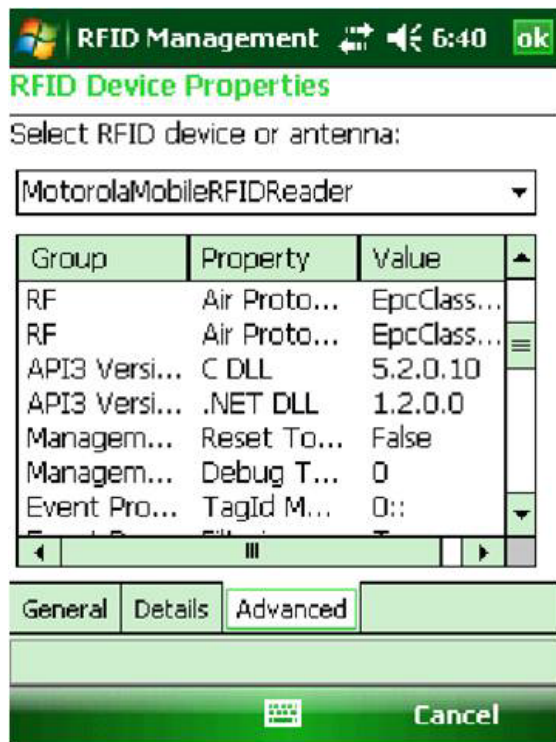 RFID Management 6:40 ok
RFID Device Properties
Select RFID device or antenna:
MotorolaMobileRFIDReader
Group Property Value
RF Air Proto... EpcClass...
RF Air Proto... EpcClass...
API3 Versi... C DLL 5.2.0.10
API3 Versi... .NET DLL 1.2.0.0
Managem... Reset To... False
Managem... Debug T... 0
Event Pro... TagId M... 0::
General Details Advanced
Cancel